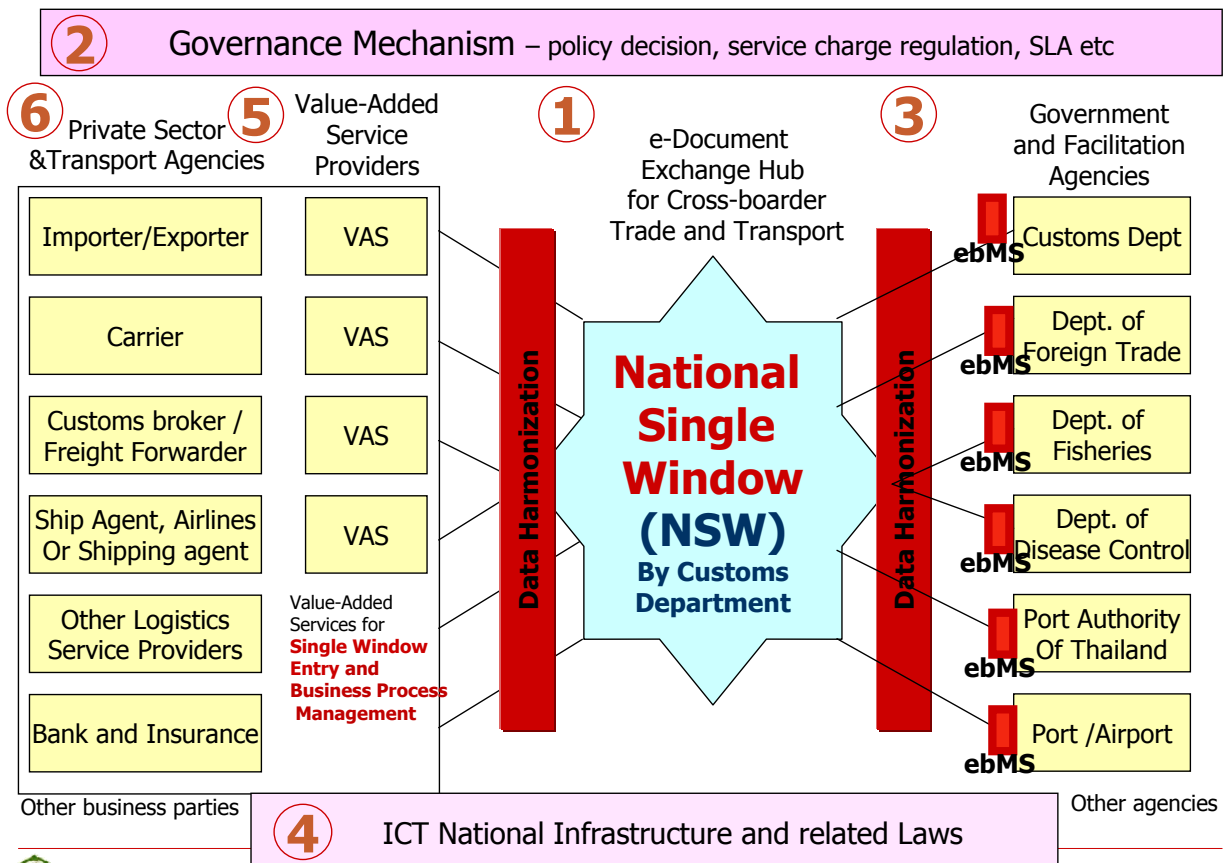 2 Governance Mechanism – policy decision, service charge regulation, SLA etc
6 Private Sector
&Transport Agencies
5 Value-Added
Service
Providers
1
e-Document
Exchange Hub
for Cross-boarder
Trade and Transport
3
Government
and Facilitation
Agencies
Importer/Exporter
Carrier
Customs broker /
Freight Forwarder
Ship Agent, Airlines
Or Shipping agent
Other Logistics
Service Providers
Bank and Insurance
Other business parties
VAS
VAS
VAS
VAS
Value-Added
Services for
Single Window
Entry and
Business Process
Management
Data Harmonization
National
Single
Window
(NSW)
By Customs
Department
Data Harmonization
ebMS
Customs Dept
ebMS
Dept. of
Foreign Trade
ebMS
Dept. of
Fisheries
ebMS
Dept. of
Disease Control
ebMS
Port Authority
Of Thailand
ebMS
Port /Airport
Other agencies
4 ICT National Infrastructure and related Laws